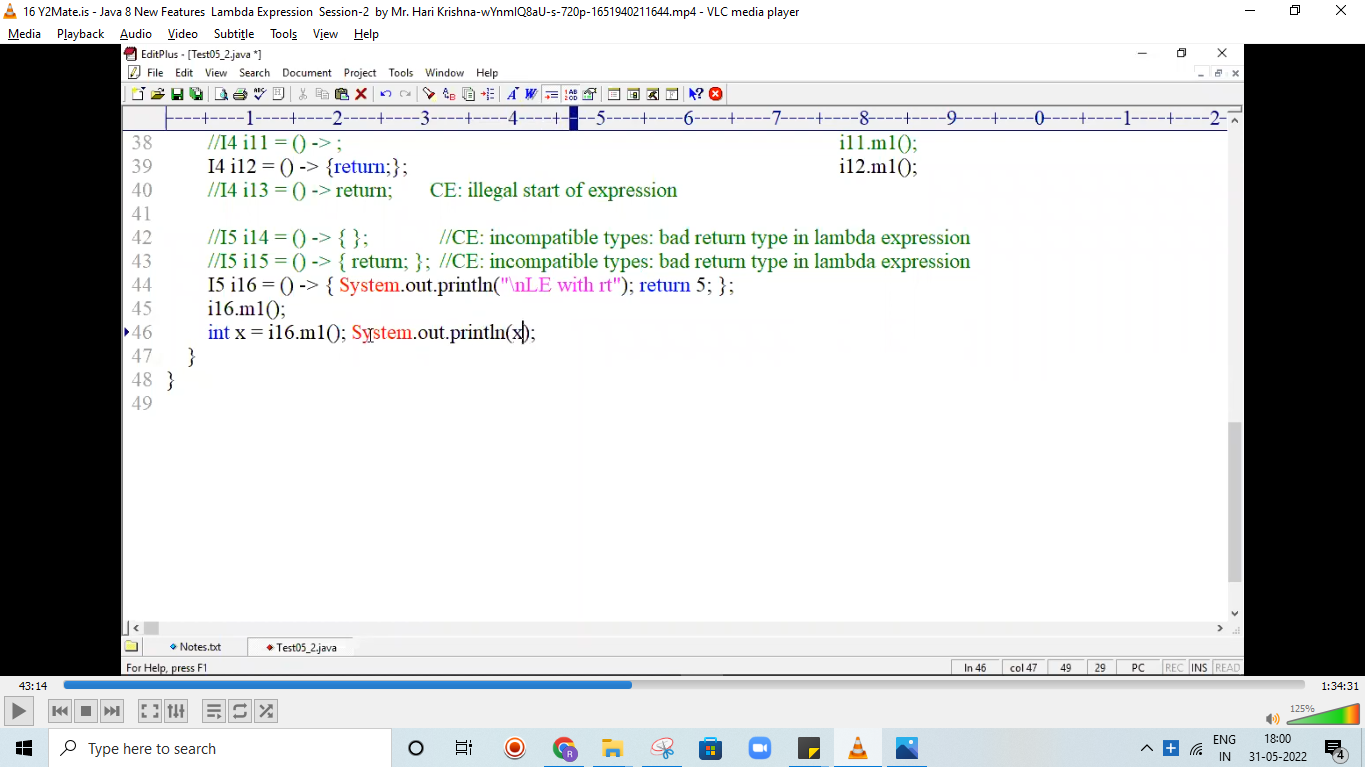 16 Y2Mate.is - Java 8 New Features Lambda Expression Session-2 by Mr. Hari Krishna-wYnmIQ8aU-s-720p-1651940211644.mp4 - VLC media player
Media Playback Audio Video Subtitle Tools View Help
EditPlus - [Test05_2.java *]
File Edit View Search Document Project Tools Window Help
----+----1----+----2----+----3----+----4----+----5----+----6----+----7----+----8----+----9----+----0----+----1----+----2-
38 //I4 i11 = () -> ; i11.m1();
39 I4 i12 = () -> {return;}; i12.m1();
40 //I4 i13 = () -> return; CE: illegal start of expression
41
42 //I5 i14 = () -> { }; //CE: incompatible types: bad return type in lambda expression
43 //I5 i15 = () -> { return; }; //CE: incompatible types: bad return type in lambda expression
44 I5 i16 = () -> { System.out.println("\nLE with rt"); return 5; };
45 i16.m1();
46 int x = i16.m1(); System.out.println(x);
47 }
48 }
49
Notes.txt Test05_2.java
For Help, press F1 ln 46 col 47 49 29 PC REC INS READ
43:14 1:34:31
125%
Type here to search
ENG 18:00
IN 31-05-2022
4